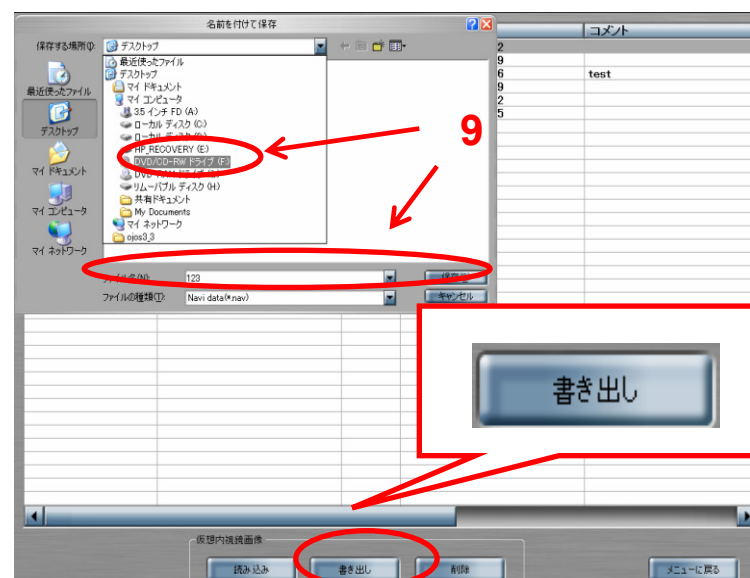 名前を付けて保存
コメント
保存する場所(I):
デスクトップ
最近使ったファイル
デスクトップ
マイ ドキュメント
マイ コンピュータ
3.5 インチ FD (A:)
ローカル ディスク (C:)
HP_RECOVERY (E:)
DVD/CD-RW ドライブ (F:)
リムーバブル ディスク (H:)
共有ドキュメント
My Documents
マイ ネットワーク
ojos3_3
最近使ったファイル
デスクトップ
マイ ドキュメント
マイ コンピュータ
マイ ネットワーク
2
9
6
test
9
2
5
9
123
ファイルの種類(T):
Navi data(*.nav)
キャンセル
書き出し
仮想内視鏡画像
読み込み
書き出し
削除
メニューに戻る